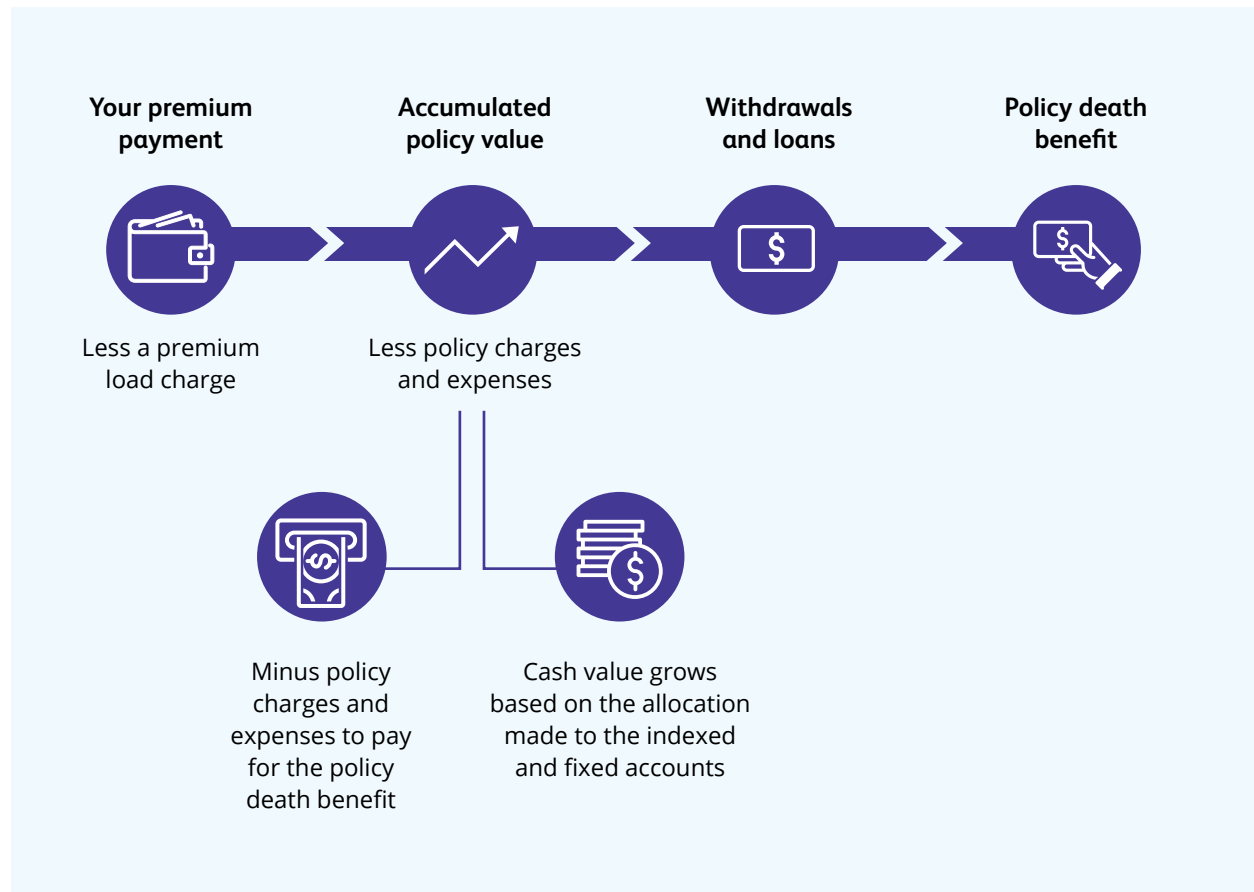 Your premium
payment
Accumulated
policy value
Withdrawals
and loans
Policy death
benefit
$
$
Less a premium
load charge
Less policy charges
and expenses
$
$
Minus policy
charges and
expenses to pay
for the policy
death benefit
Cash value grows
based on the allocation
made to the indexed
and fixed accounts